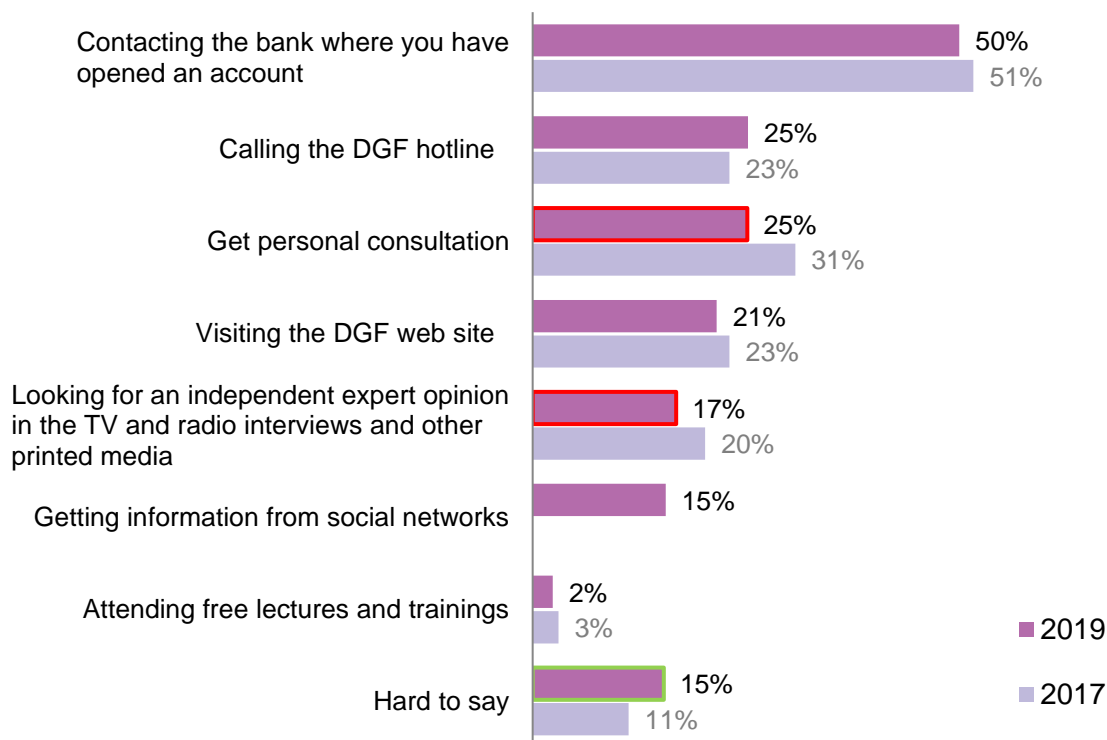 Contacting the bank where you have
opened an account
50%
51%
Calling the DGF hotline
25%
23%
Get personal consultation
25%
31%
Visiting the DGF web site
21%
23%
Looking for an independent expert opinion
in the TV and radio interviews and other
printed media
17%
20%
Getting information from social networks
15%
Attending free lectures and trainings
2%
3%
Hard to say
15%
11%
2019
2017